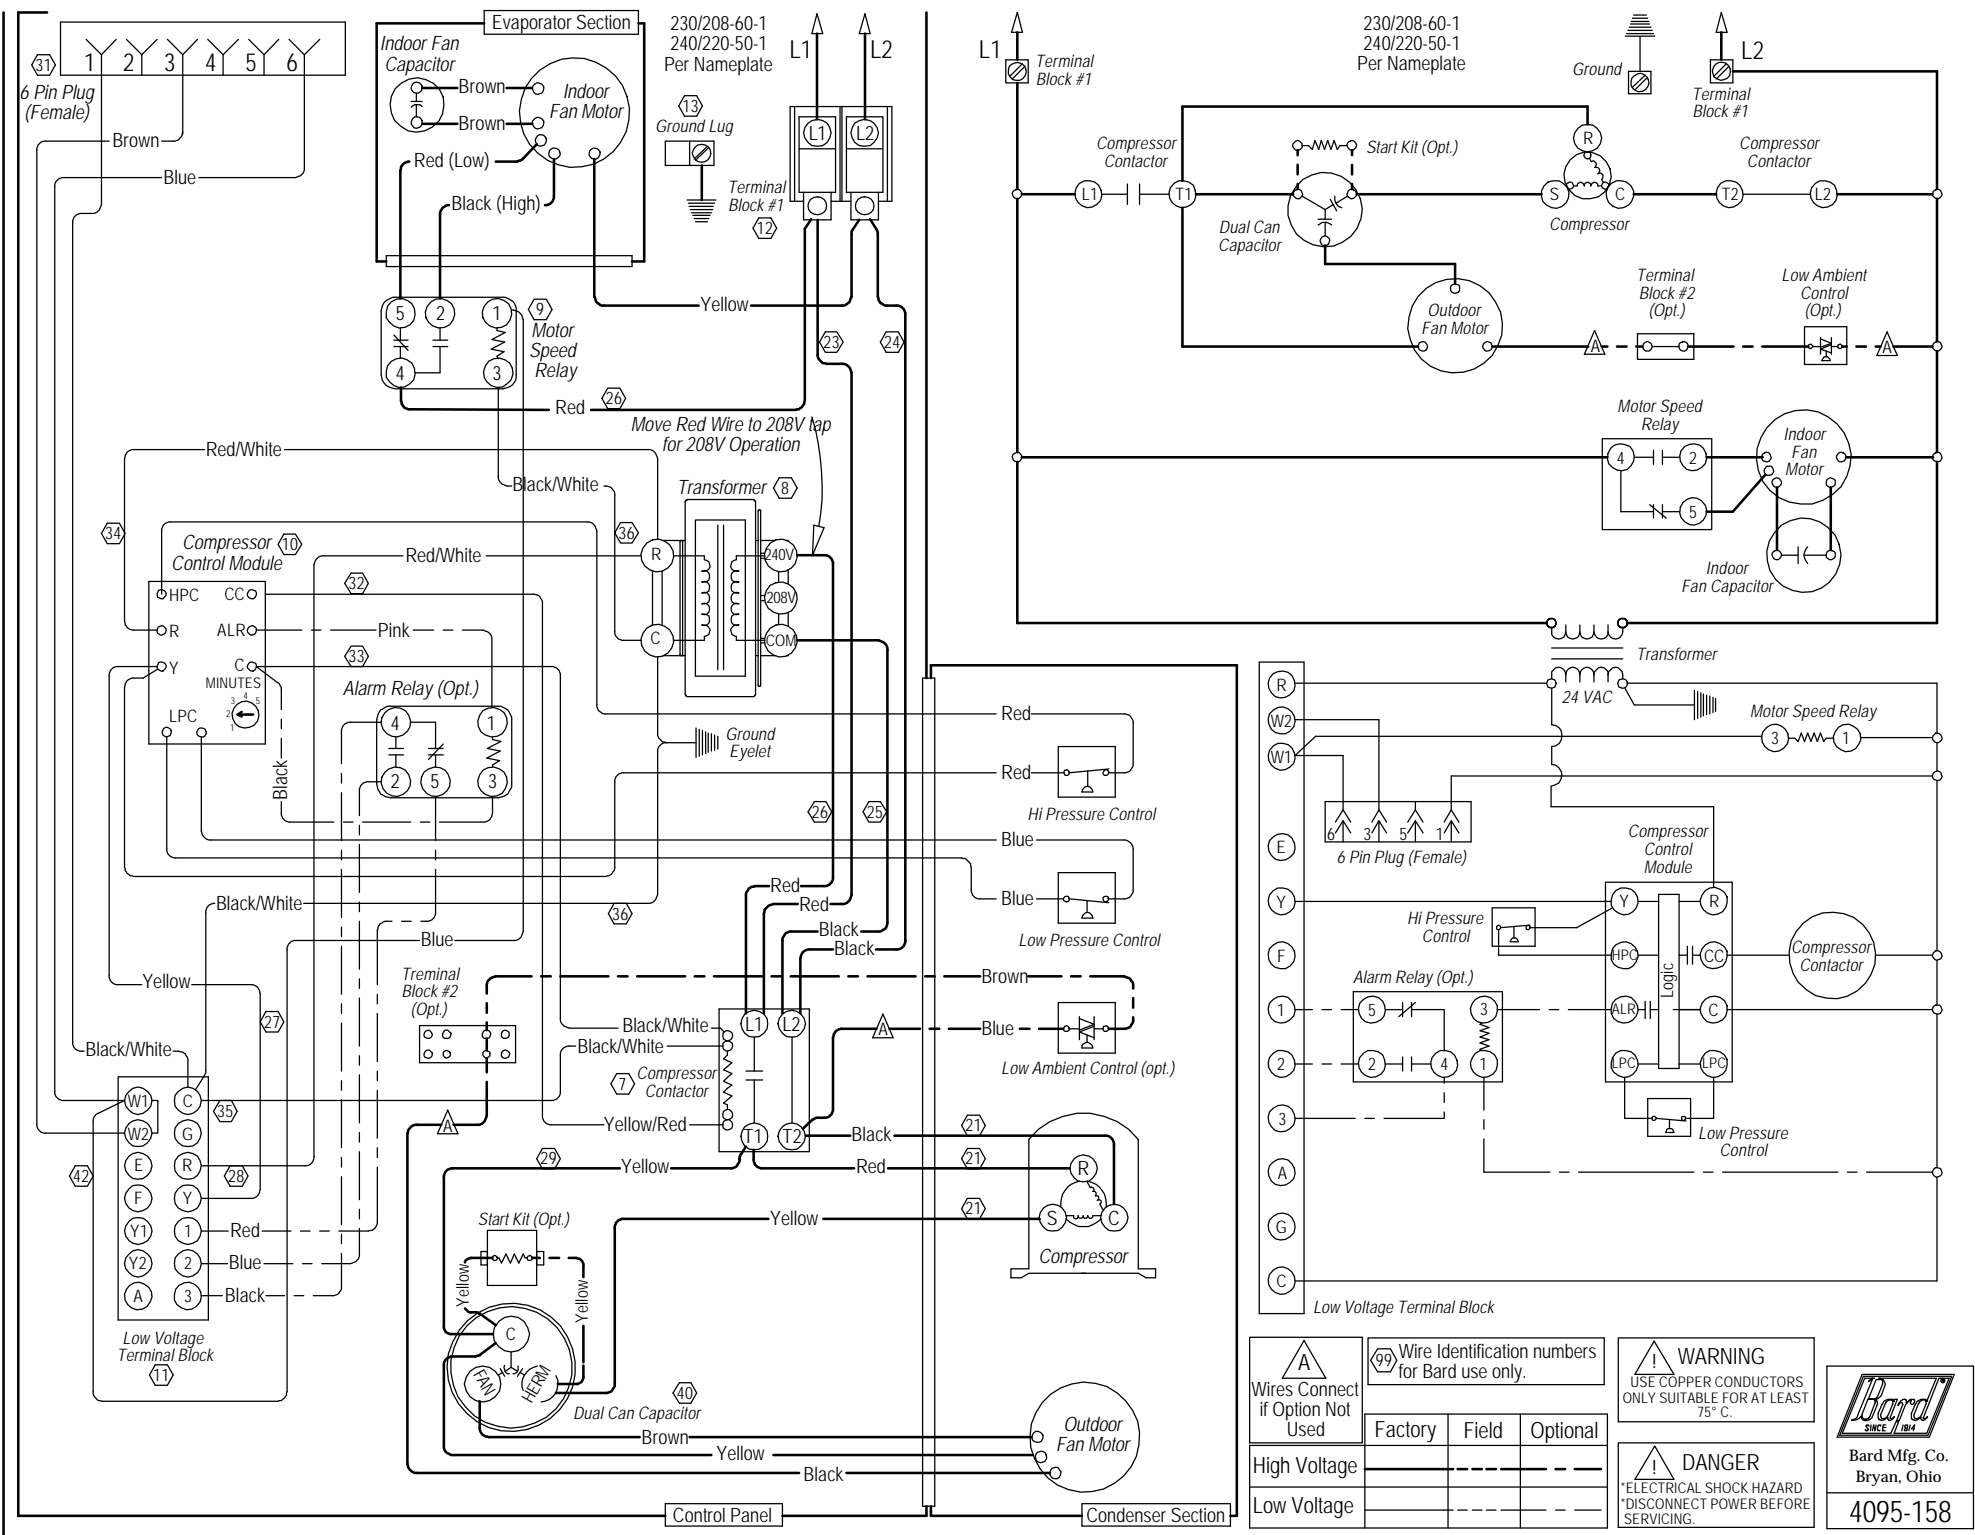 Evaporator Section
31
1 2 3 4 5 6
6 Pin Plug
(Female)
Brown
Blue
Indoor Fan
Capacitor
Brown
Brown
Indoor
Fan Motor
Red (Low)
Black (High)
230/208-60-1
240/220-50-1
Per Nameplate
13
Ground Lug
Terminal
Block #1
12
L1
L2
L1
L2
Yellow
5
2
1
4
3
9
Motor
Speed
Relay
23
24
Red
26
Move Red Wire to 208V tap
for 208V Operation
Red/White
Black/White
Transformer
8
34
36
Compressor
Control Module
10
Red/White
R
C
240V
208V
COM
32
HPC
CC
R
ALR
Y
C
MINUTES
1
2
3
4
5
LPC
Pink
33
Alarm Relay (Opt.)
4
1
2
5
3
Black
Ground
Eyelet
Red
Red
Hi Pressure Control
26
25
Blue
Blue
Low Pressure Control
Red
Red
Black
Black
Black/White
36
Blue
Yellow
27
Treminal
Block #2
(Opt.)
Brown
Black/White
Black/White
Black/White
7
Compressor
Contactor
Yellow/Red
L1
L2
T1
T2
A
Blue
Low Ambient Control (opt.)
A
W1
C
W2
G
E
R
F
Y
Y1
1
Y2
2
A
3
35
28
42
Red
Blue
Black
Low Voltage
Terminal Block
11
29
Yellow
Black
21
Red
21
Yellow
21
R
S
C
Compressor
Start Kit (Opt.)
Yellow
Yellow
C
FAN
HERM
40
Dual Can Capacitor
Brown
Yellow
Black
Outdoor
Fan Motor
Control Panel
Condenser Section
L1
Terminal
Block #1
230/208-60-1
240/220-50-1
Per Nameplate
Ground
L2
Terminal
Block #1
Compressor
Contactor
L1
T1
Start Kit (Opt.)
Dual Can
Capacitor
R
S
C
Compressor
Compressor
Contactor
T2
L2
Outdoor
Fan Motor
A
Terminal
Block #2
(Opt.)
Low Ambient
Control
(Opt.)
A
Motor Speed
Relay
4
2
5
Indoor
Fan
Motor
Indoor
Fan Capacitor
Transformer
24 VAC
Motor Speed Relay
3
1
R
W2
W1
E
Y
F
1
2
3
A
G
C
6 3 5 1
6 Pin Plug (Female)
Compressor
Control
Module
Hi Pressure
Control
Y
R
HPC
CC
ALR
C
LPC
LPC
Logic
Compressor
Contactor
Alarm Relay (Opt.)
5
3
2
4
1
Low Pressure
Control
Low Voltage Terminal Block
A
Wires Connect
if Option Not
Used
99
Wire Identification numbers
for Bard use only.
Factory Field Optional
High Voltage
Low Voltage
! WARNING
USE COPPER CONDUCTORS
ONLY SUITABLE FOR AT LEAST
75° C.
! DANGER
*ELECTRICAL SHOCK HAZARD
*DISCONNECT POWER BEFORE
SERVICING.
Bard
SINCE 1914
Bard Mfg. Co.
Bryan, Ohio
4095-158